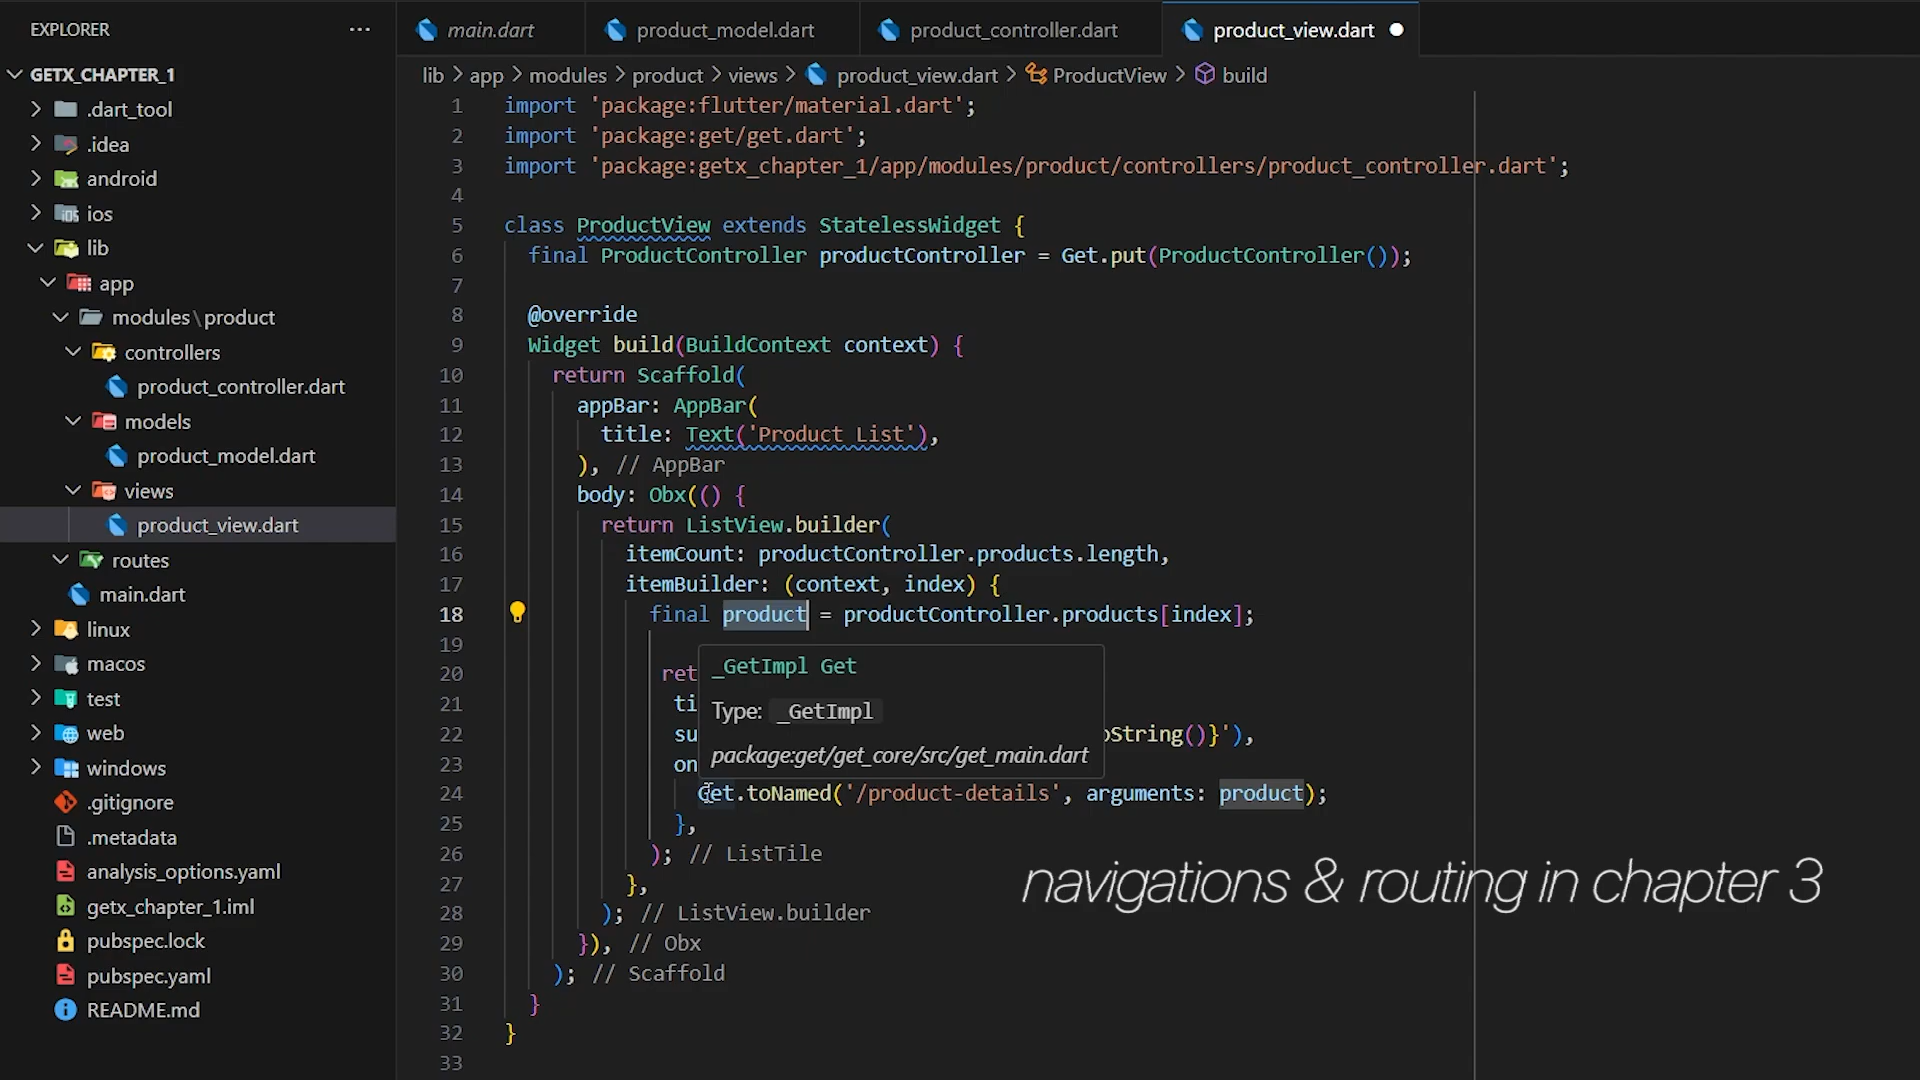 EXPLORER
GETX_CHAPTER_1
.dart_tool
.idea
android
ios
lib
app
modules\product
controllers
product_controller.dart
models
product_model.dart
views
product_view.dart
routes
main.dart
linux
macos
test
web
windows
.gitignore
.metadata
analysis_options.yaml
getx_chapter_1.iml
pubspec.lock
pubspec.yaml
README.md
main.dart product_model.dart product_controller.dart product_view.dart
lib > app > modules > product > views > product_view.dart > ProductView > build
1 import 'package:flutter/material.dart';
2 import 'package:get/get.dart';
3 import 'package:getx_chapter_1/app/modules/product/controllers/product_controller.dart';
4
5 class ProductView extends StatelessWidget {
6 final ProductController productController = Get.put(ProductController());
7
8 @override
9 Widget build(BuildContext context) {
10 return Scaffold(
11 appBar: AppBar(
12 title: Text('Product List'),
13 ), // AppBar
14 body: Obx(() {
15 return ListView.builder(
16 itemCount: productController.products.length,
17 itemBuilder: (context, index) {
18 final product = productController.products[index];
19
_GetImpl Get
20 ret
21 ti
Type: _GetImpl
22 su oString()}'),
package:get/get_core/src/get_main.dart
23 on
24 Get.toNamed('/product-details', arguments: product);
25 },
26 ); // ListTile
27 },
28 ); // ListView.builder
29 }), // Obx
30 ); // Scaffold
31 }
32 }
33
navigations & routing in chapter 3